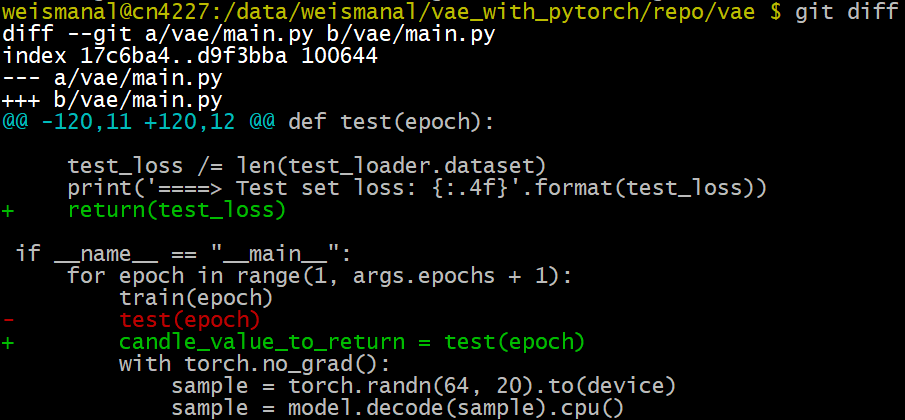 weismanal@cn4227:/data/weismanal/vae_with_pytorch/repo/vae $ git diff
diff --git a/vae/main.py b/vae/main.py
index 17c6ba4..d9f3bba 100644
--- a/vae/main.py
+++ b/vae/main.py
@@ -120,11 +120,12 @@ def test(epoch):
     test_loss /= len(test_loader.dataset)
     print('====> Test set loss: {:.4f}'.format(test_loss))
+    return(test_loss)
 if __name__ == "__main__":
     for epoch in range(1, args.epochs + 1):
         train(epoch)
-        test(epoch)
+        candle_value_to_return = test(epoch)
         with torch.no_grad():
             sample = torch.randn(64, 20).to(device)
             sample = model.decode(sample).cpu()